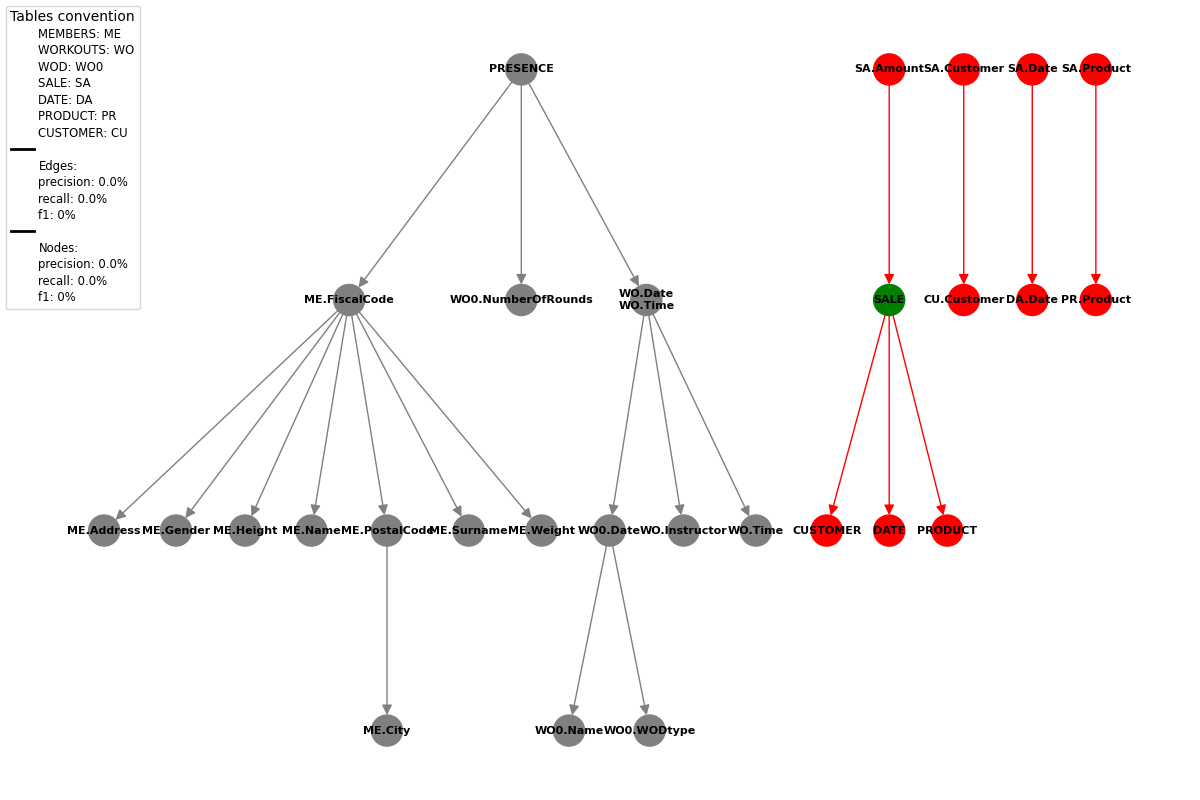 Tables convention
MEMBERS: ME
WORKOUTS: WO
WOD: WO0
SALE: SA
DATE: DA
PRODUCT: PR
CUSTOMER: CU
Edges:
precision: 0.0%
recall: 0.0%
f1: 0%
Nodes:
precision: 0.0%
recall: 0.0%
f1: 0%
PRESENCE
SA.Amount
SA.Customer
SA.Date
SA.Product
ME.FiscalCode
WO0.NumberOfRounds
WO.Date
WO.Time
SALE
CU.Customer
DA.Date
PR.Product
ME.Address
ME.Gender
ME.Height
ME.Name
ME.PostalCode
ME.Surname
ME.Weight
WO0.Date
WO.Instructor
WO.Time
CUSTOMER
DATE
PRODUCT
ME.City
WO0.Name
WO0.WODtype